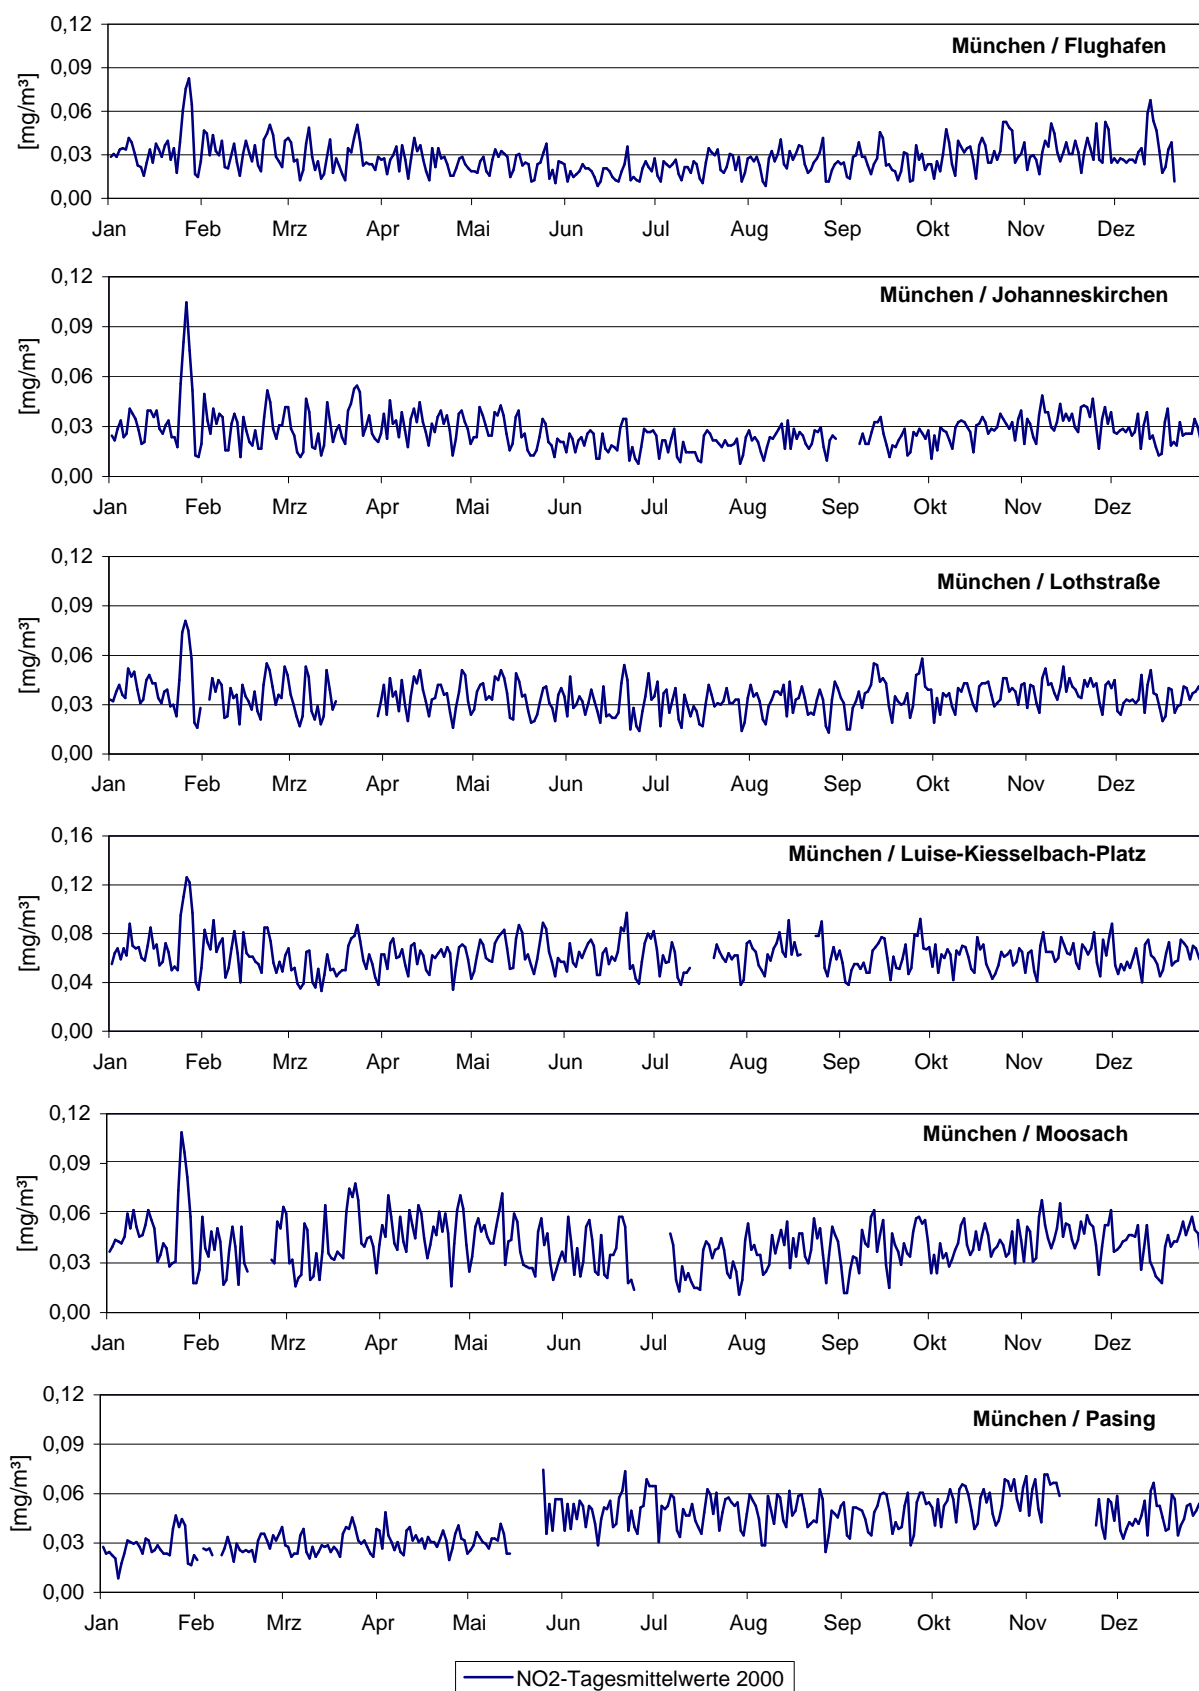 München / Flughafen
[mg/m³]
0,12
0,09
0,06
0,03
0,00
Jan Feb Mrz Apr Mai Jun Jul Aug Sep Okt Nov Dez
München / Johanneskirchen
[mg/m³]
0,12
0,09
0,06
0,03
0,00
Jan Feb Mrz Apr Mai Jun Jul Aug Sep Okt Nov Dez
München / Lothstraße
[mg/m³]
0,12
0,09
0,06
0,03
0,00
Jan Feb Mrz Apr Mai Jun Jul Aug Sep Okt Nov Dez
München / Luise-Kiesselbach-Platz
[mg/m³]
0,16
0,12
0,08
0,04
0,00
Jan Feb Mrz Apr Mai Jun Jul Aug Sep Okt Nov Dez
München / Moosach
[mg/m³]
0,12
0,09
0,06
0,03
0,00
Jan Feb Mrz Apr Mai Jun Jul Aug Sep Okt Nov Dez
München / Pasing
[mg/m³]
0,12
0,09
0,06
0,03
0,00
Jan Feb Mrz Apr Mai Jun Jul Aug Sep Okt Nov Dez
NO2-Tagesmittelwerte 2000